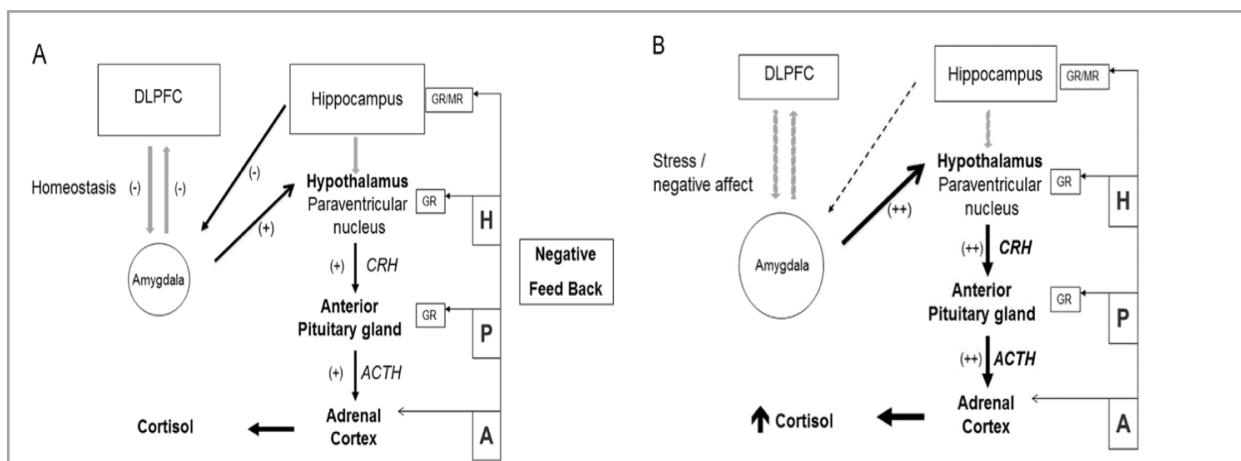 A
DLPFC
Hippocampus
GR/MR
Homeostasis
(-)
(-)
(-)
(+)
Amygdala
Hypothalamus
Paraventricular
nucleus
GR
H
(+) CRH
Negative
Feed Back
Anterior
Pituitary gland
GR
P
(+) ACTH
Adrenal
Cortex
A
Cortisol
B
DLPFC
Hippocampus
GR/MR
Stress /
negative affect
(++)
Amygdala
Hypothalamus
Paraventricular
nucleus
GR
H
(++) CRH
Anterior
Pituitary gland
GR
P
(++) ACTH
Adrenal
Cortex
A
Cortisol